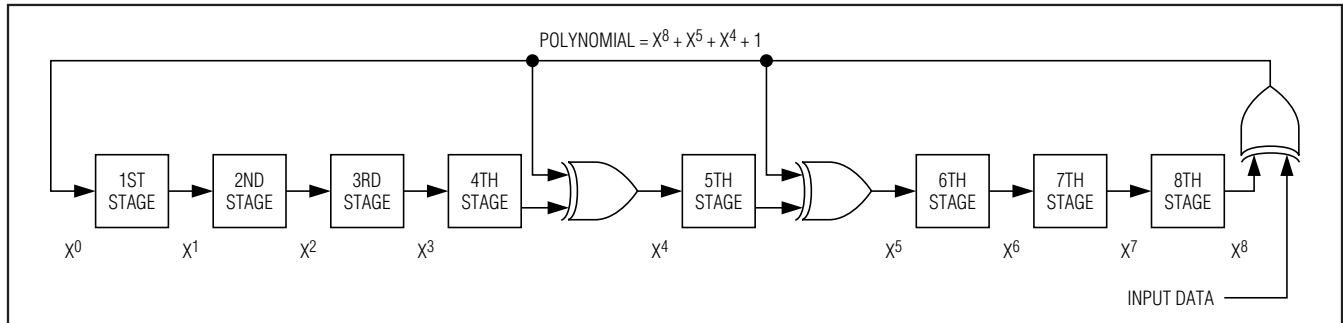 POLYNOMIAL = X⁸ + X⁵ + X⁴ + 1
1ST
STAGE
2ND
STAGE
3RD
STAGE
4TH
STAGE
5TH
STAGE
6TH
STAGE
7TH
STAGE
8TH
STAGE
X⁰
X¹
X²
X³
X⁴
X⁵
X⁶
X⁷
X⁸
INPUT DATA